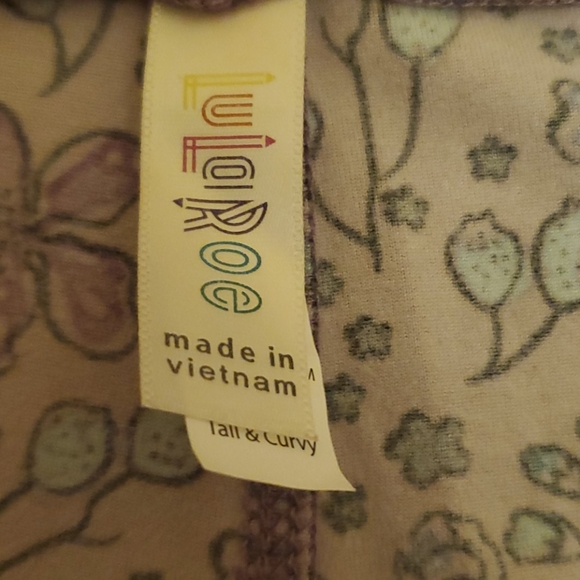 LuLaRoe
made in
vietnam
Tall & Curvy